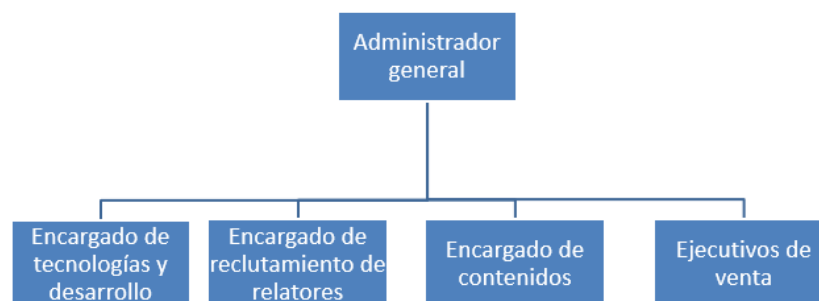 Administrador
general
Encargado de
tecnologías y
desarrollo
Encargado de
reclutamiento de
relatores
Encargado de
contenidos
Ejecutivos de
venta